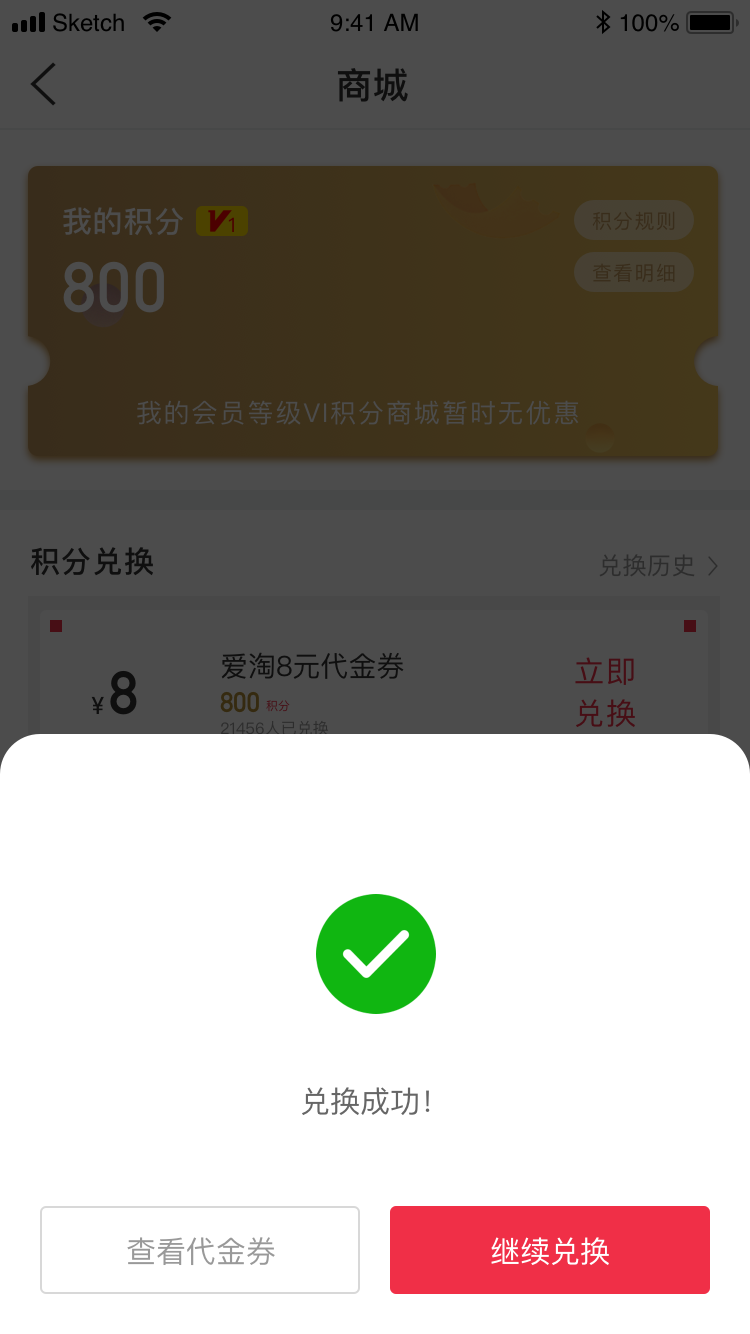 Sketch 9:41 AM 100%
商城
我的积分 V1
积分规则
800
查看明细
我的会员等级VI积分商城暂时无优惠
积分兑换 兑换历史
爱淘8元代金券
¥8 800 积分
立即
兑换
21456人已兑换
兑换成功!
查看代金券 继续兑换